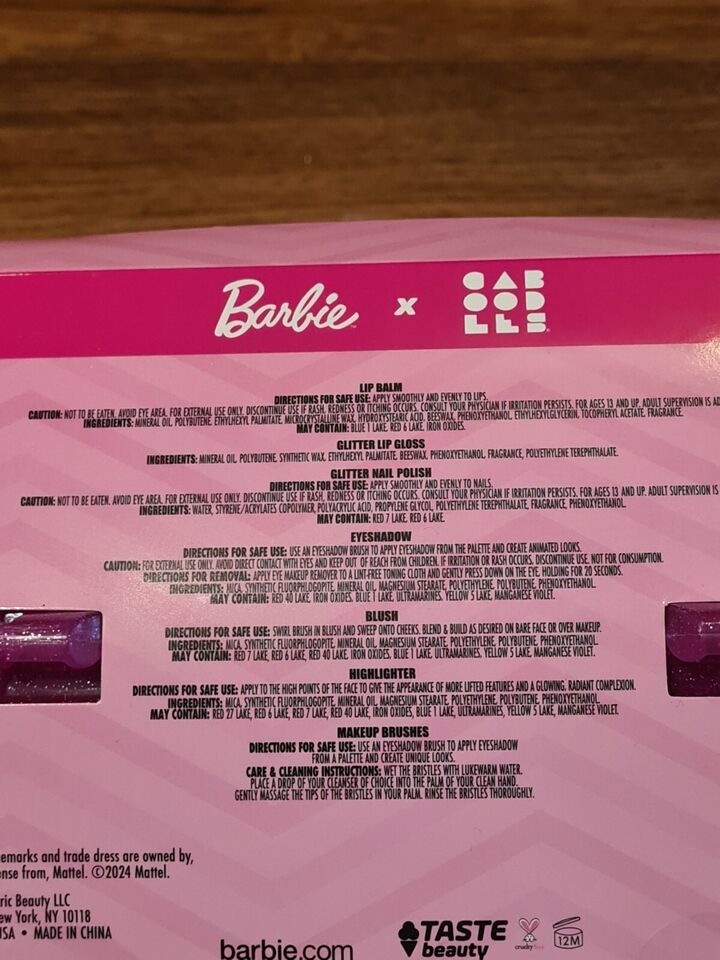 Barbie x CABOODLES
LIP BALM
DIRECTIONS FOR SAFE USE: APPLY SMOOTHLY AND EVENLY TO LIPS.
CAUTION: NOT TO BE EATEN. AVOID EYE AREA. FOR EXTERNAL USE ONLY. DISCONTINUE USE IF RASH, REDNESS OR ITCHING OCCURS. CONSULT YOUR PHYSICIAN IF IRRITATION PERSISTS. FOR AGES 13 AND UP. ADULT SUPERVISION IS AD
INGREDIENTS: MINERAL OIL, POLYBUTENE, ETHYLHEXYL PALMITATE, MICROCRYSTALLINE WAX, HYDROXYSTEARIC ACID, BEESWAX, PHENOXYETHANOL, ETHYLHEXYLGLYCERIN, TOCOPHERYL ACETATE, FRAGRANCE.
MAY CONTAIN: BLUE 1 LAKE, RED 6 LAKE, IRON OXIDES.
GLITTER LIP GLOSS
INGREDIENTS: MINERAL OIL, POLYBUTENE, SYNTHETIC WAX, ETHYLHEXYL PALMITATE, BEESWAX, PHENOXYETHANOL, FRAGRANCE, POLYETHYLENE TEREPHTHALATE.
GLITTER NAIL POLISH
DIRECTIONS FOR SAFE USE: APPLY SMOOTHLY AND EVENLY TO NAILS.
CAUTION: NOT TO BE EATEN. AVOID EYE AREA. FOR EXTERNAL USE ONLY. DISCONTINUE USE IF RASH, REDNESS OR ITCHING OCCURS. CONSULT YOUR PHYSICIAN IF IRRITATION PERSISTS. FOR AGES 13 AND UP. ADULT SUPERVISION IS
INGREDIENTS: WATER, STYRENE/ACRYLATES COPOLYMER, POLYACRYLIC ACID, PROPYLENE GLYCOL, POLYETHYLENE TEREPHTHALATE, FRAGRANCE, PHENOXYETHANOL.
MAY CONTAIN: RED 7 LAKE, RED 6 LAKE.
EYESHADOW
DIRECTIONS FOR SAFE USE: USE AN EYESHADOW BRUSH TO APPLY EYESHADOW FROM THE PALETTE AND CREATE ANIMATED LOOKS.
CAUTION: FOR EXTERNAL USE ONLY. AVOID DIRECT CONTACT WITH EYES AND KEEP OUT OF REACH FROM CHILDREN. IF IRRITATION OR RASH OCCURS, DISCONTINUE USE. NOT FOR CONSUMPTION.
DIRECTIONS FOR REMOVAL: APPLY EYE MAKEUP REMOVER TO A LINT-FREE TONING CLOTH AND GENTLY PRESS DOWN ON THE EYE, HOLDING FOR 20 SECONDS.
INGREDIENTS: MICA, SYNTHETIC FLUORPHLOGOPITE, MINERAL OIL, MAGNESIUM STEARATE, POLYETHYLENE, POLYBUTENE, PHENOXYETHANOL.
MAY CONTAIN: RED 40 LAKE, IRON OXIDES, BLUE 1 LAKE, ULTRAMARINES, YELLOW 5 LAKE, MANGANESE VIOLET.
BLUSH
DIRECTIONS FOR SAFE USE: SWIRL BRUSH IN BLUSH AND SWEEP ONTO CHEEKS. BLEND & BUILD AS DESIRED ON BARE FACE OR OVER MAKEUP.
INGREDIENTS: MICA, SYNTHETIC FLUORPHLOGOPITE, MINERAL OIL, MAGNESIUM STEARATE, POLYETHYLENE, POLYBUTENE, PHENOXYETHANOL.
MAY CONTAIN: RED 7 LAKE, RED 6 LAKE, RED 40 LAKE, IRON OXIDES, BLUE 1 LAKE, ULTRAMARINES, YELLOW 5 LAKE, MANGANESE VIOLET.
HIGHLIGHTER
DIRECTIONS FOR SAFE USE: APPLY TO THE HIGH POINTS OF THE FACE TO GIVE THE APPEARANCE OF MORE LIFTED FEATURES AND A GLOWING, RADIANT COMPLEXION.
INGREDIENTS: MICA, SYNTHETIC FLUORPHLOGOPITE, MINERAL OIL, MAGNESIUM STEARATE, POLYETHYLENE, POLYBUTENE, PHENOXYETHANOL.
MAY CONTAIN: RED 27 LAKE, RED 6 LAKE, RED 7 LAKE, RED 40 LAKE, IRON OXIDES, BLUE 1 LAKE, ULTRAMARINES, YELLOW 5 LAKE, MANGANESE VIOLET.
MAKEUP BRUSHES
DIRECTIONS FOR SAFE USE: USE AN EYESHADOW BRUSH TO APPLY EYESHADOW
FROM A PALETTE AND CREATE UNIQUE LOOKS.
CARE & CLEANING INSTRUCTIONS: WET THE BRISTLES WITH LUKEWARM WATER.
PLACE A DROP OF YOUR CLEANSER OF CHOICE INTO THE PALM OF YOUR CLEAN HAND.
GENTLY MASSAGE THE TIPS OF THE BRISTLES IN YOUR PALM. RINSE THE BRISTLES THOROUGHLY.
emarks and trade dress are owned by,
ense from, Mattel. ©2024 Mattel.
ric Beauty LLC
ew York, NY 10118
USA • MADE IN CHINA
barbie.com
TASTE
beauty
cruelty free
12M